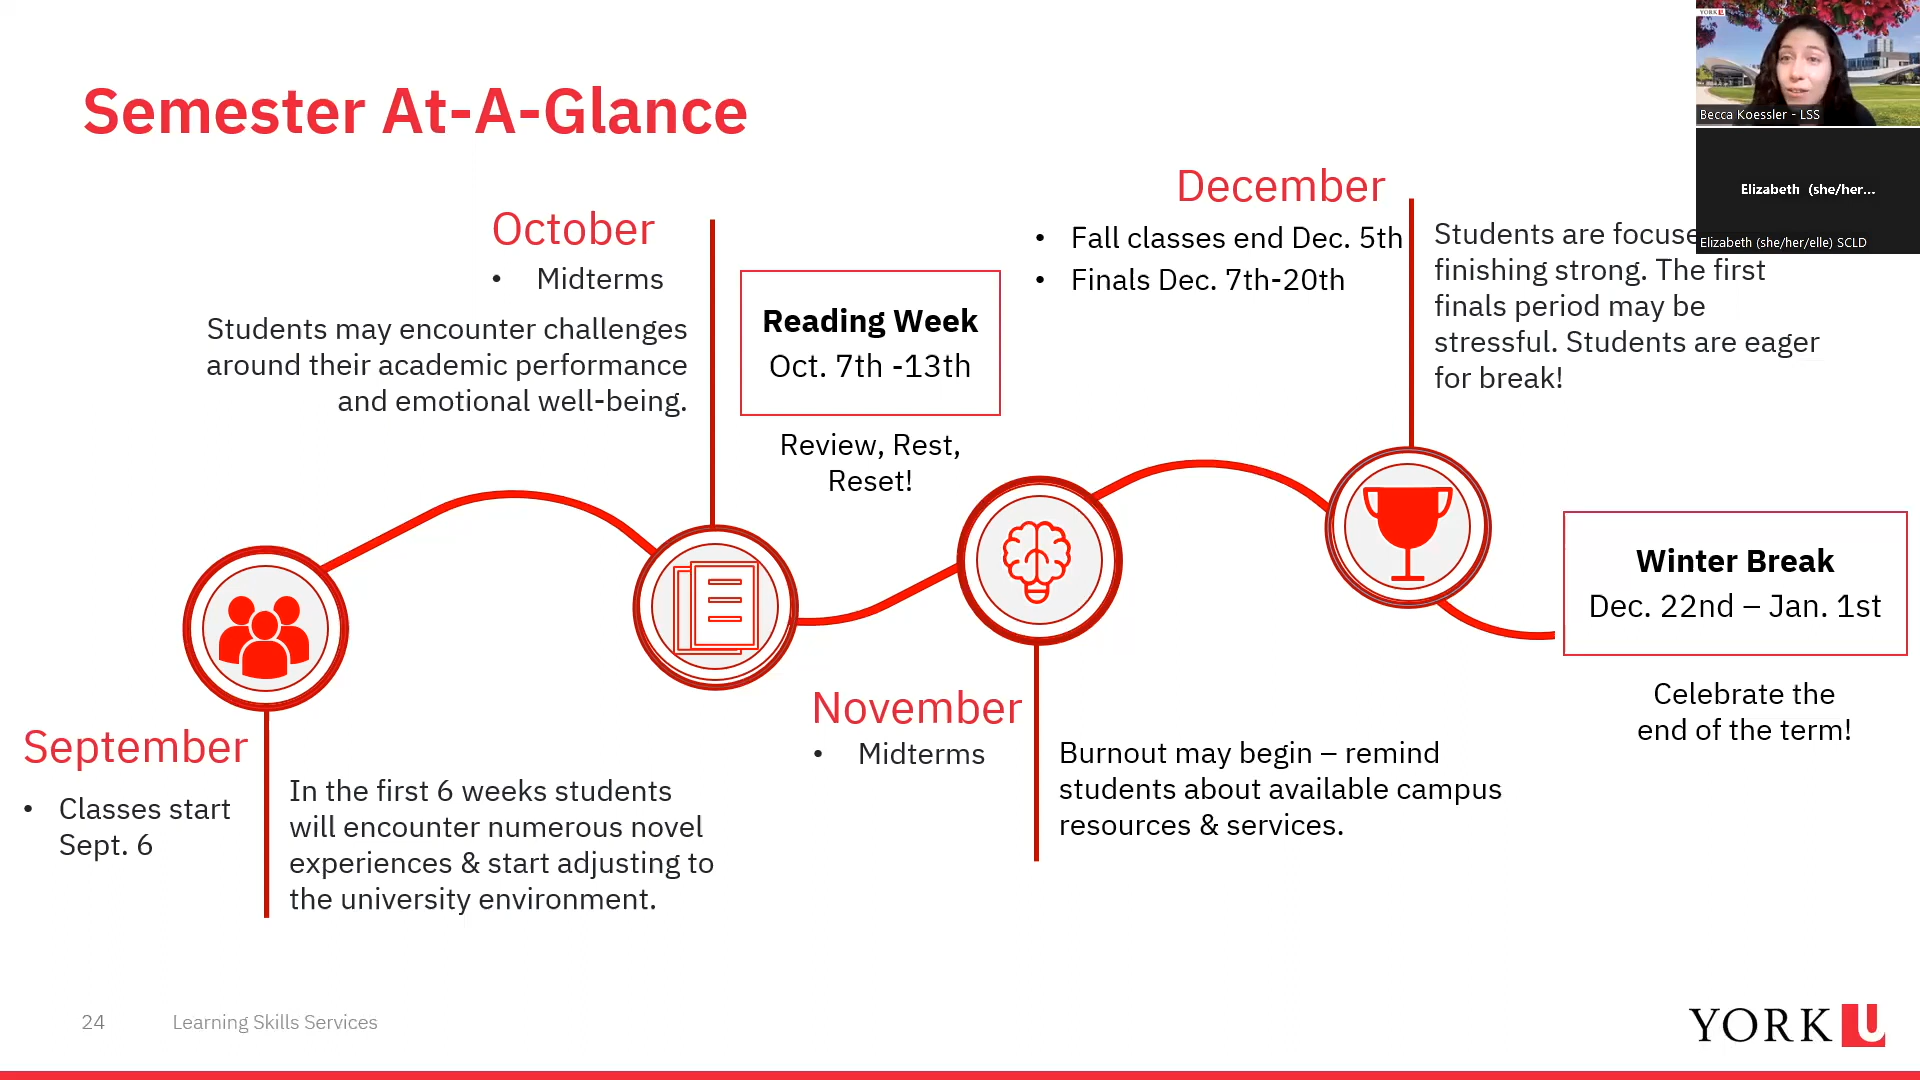 Semester At-A-Glance
YORK U
Becca Koessler - LSS
Elizabeth (she/her...
Elizabeth (she/her/elle) SCLD
September
• Classes start
Sept. 6
In the first 6 weeks students
will encounter numerous novel
experiences & start adjusting to
the university environment.
October
• Midterms
Students may encounter challenges
around their academic performance
and emotional well-being.
Reading Week
Oct. 7th -13th
Review, Rest,
Reset!
November
• Midterms
Burnout may begin – remind
students about available campus
resources & services.
December
• Fall classes end Dec. 5th
• Finals Dec. 7th-20th
Students are focuse
finishing strong. The first
finals period may be
stressful. Students are eager
for break!
Winter Break
Dec. 22nd – Jan. 1st
Celebrate the
end of the term!
24
Learning Skills Services
YORK U